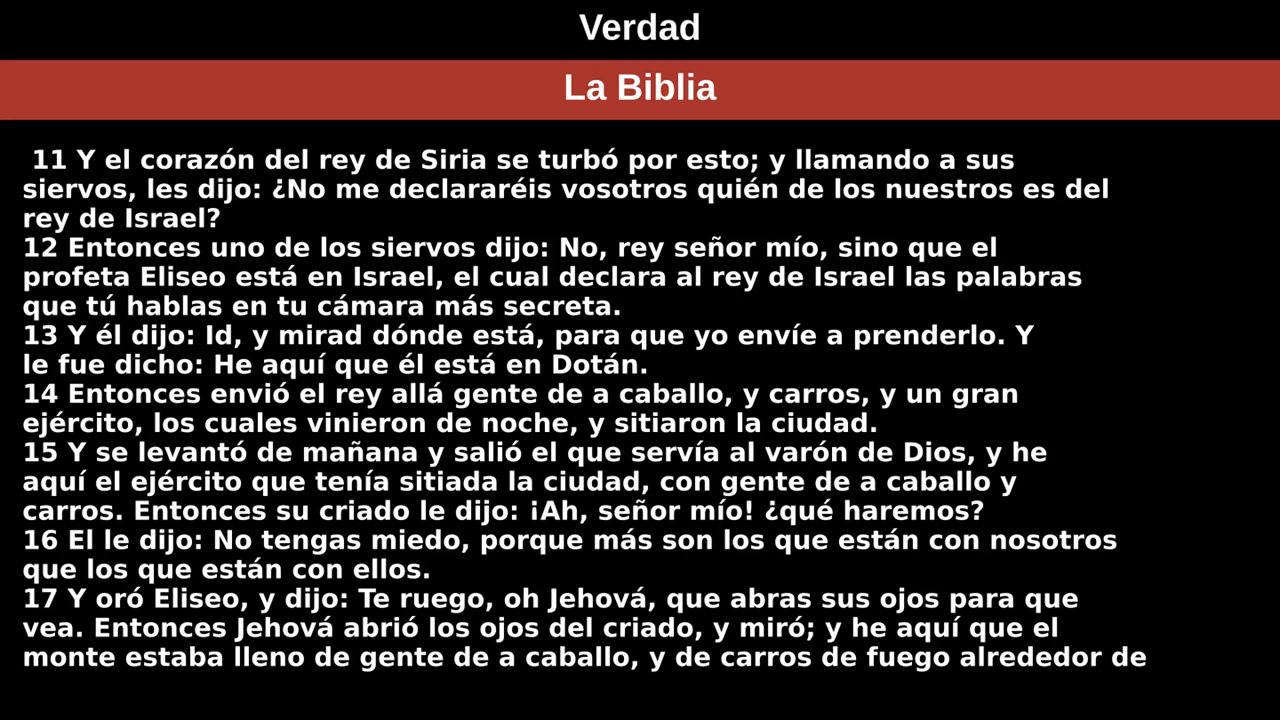 Verdad
La Biblia
11 Y el corazón del rey de Siria se turbó por esto; y llamando a sus
siervos, les dijo: ¿No me declararéis vosotros quién de los nuestros es del
rey de Israel?
12 Entonces uno de los siervos dijo: No, rey señor mío, sino que el
profeta Eliseo está en Israel, el cual declara al rey de Israel las palabras
que tú hablas en tu cámara más secreta.
13 Y él dijo: Id, y mirad dónde está, para que yo envíe a prenderlo. Y
le fue dicho: He aquí que él está en Dotán.
14 Entonces envió el rey allá gente de a caballo, y carros, y un gran
ejército, los cuales vinieron de noche, y sitiaron la ciudad.
15 Y se levantó de mañana y salió el que servía al varón de Dios, y he
aquí el ejército que tenía sitiada la ciudad, con gente de a caballo y
carros. Entonces su criado le dijo: ¡Ah, señor mío! ¿qué haremos?
16 El le dijo: No tengas miedo, porque más son los que están con nosotros
que los que están con ellos.
17 Y oró Eliseo, y dijo: Te ruego, oh Jehová, que abras sus ojos para que
vea. Entonces Jehová abrió los ojos del criado, y miró; y he aquí que el
monte estaba lleno de gente de a caballo, y de carros de fuego alrededor de